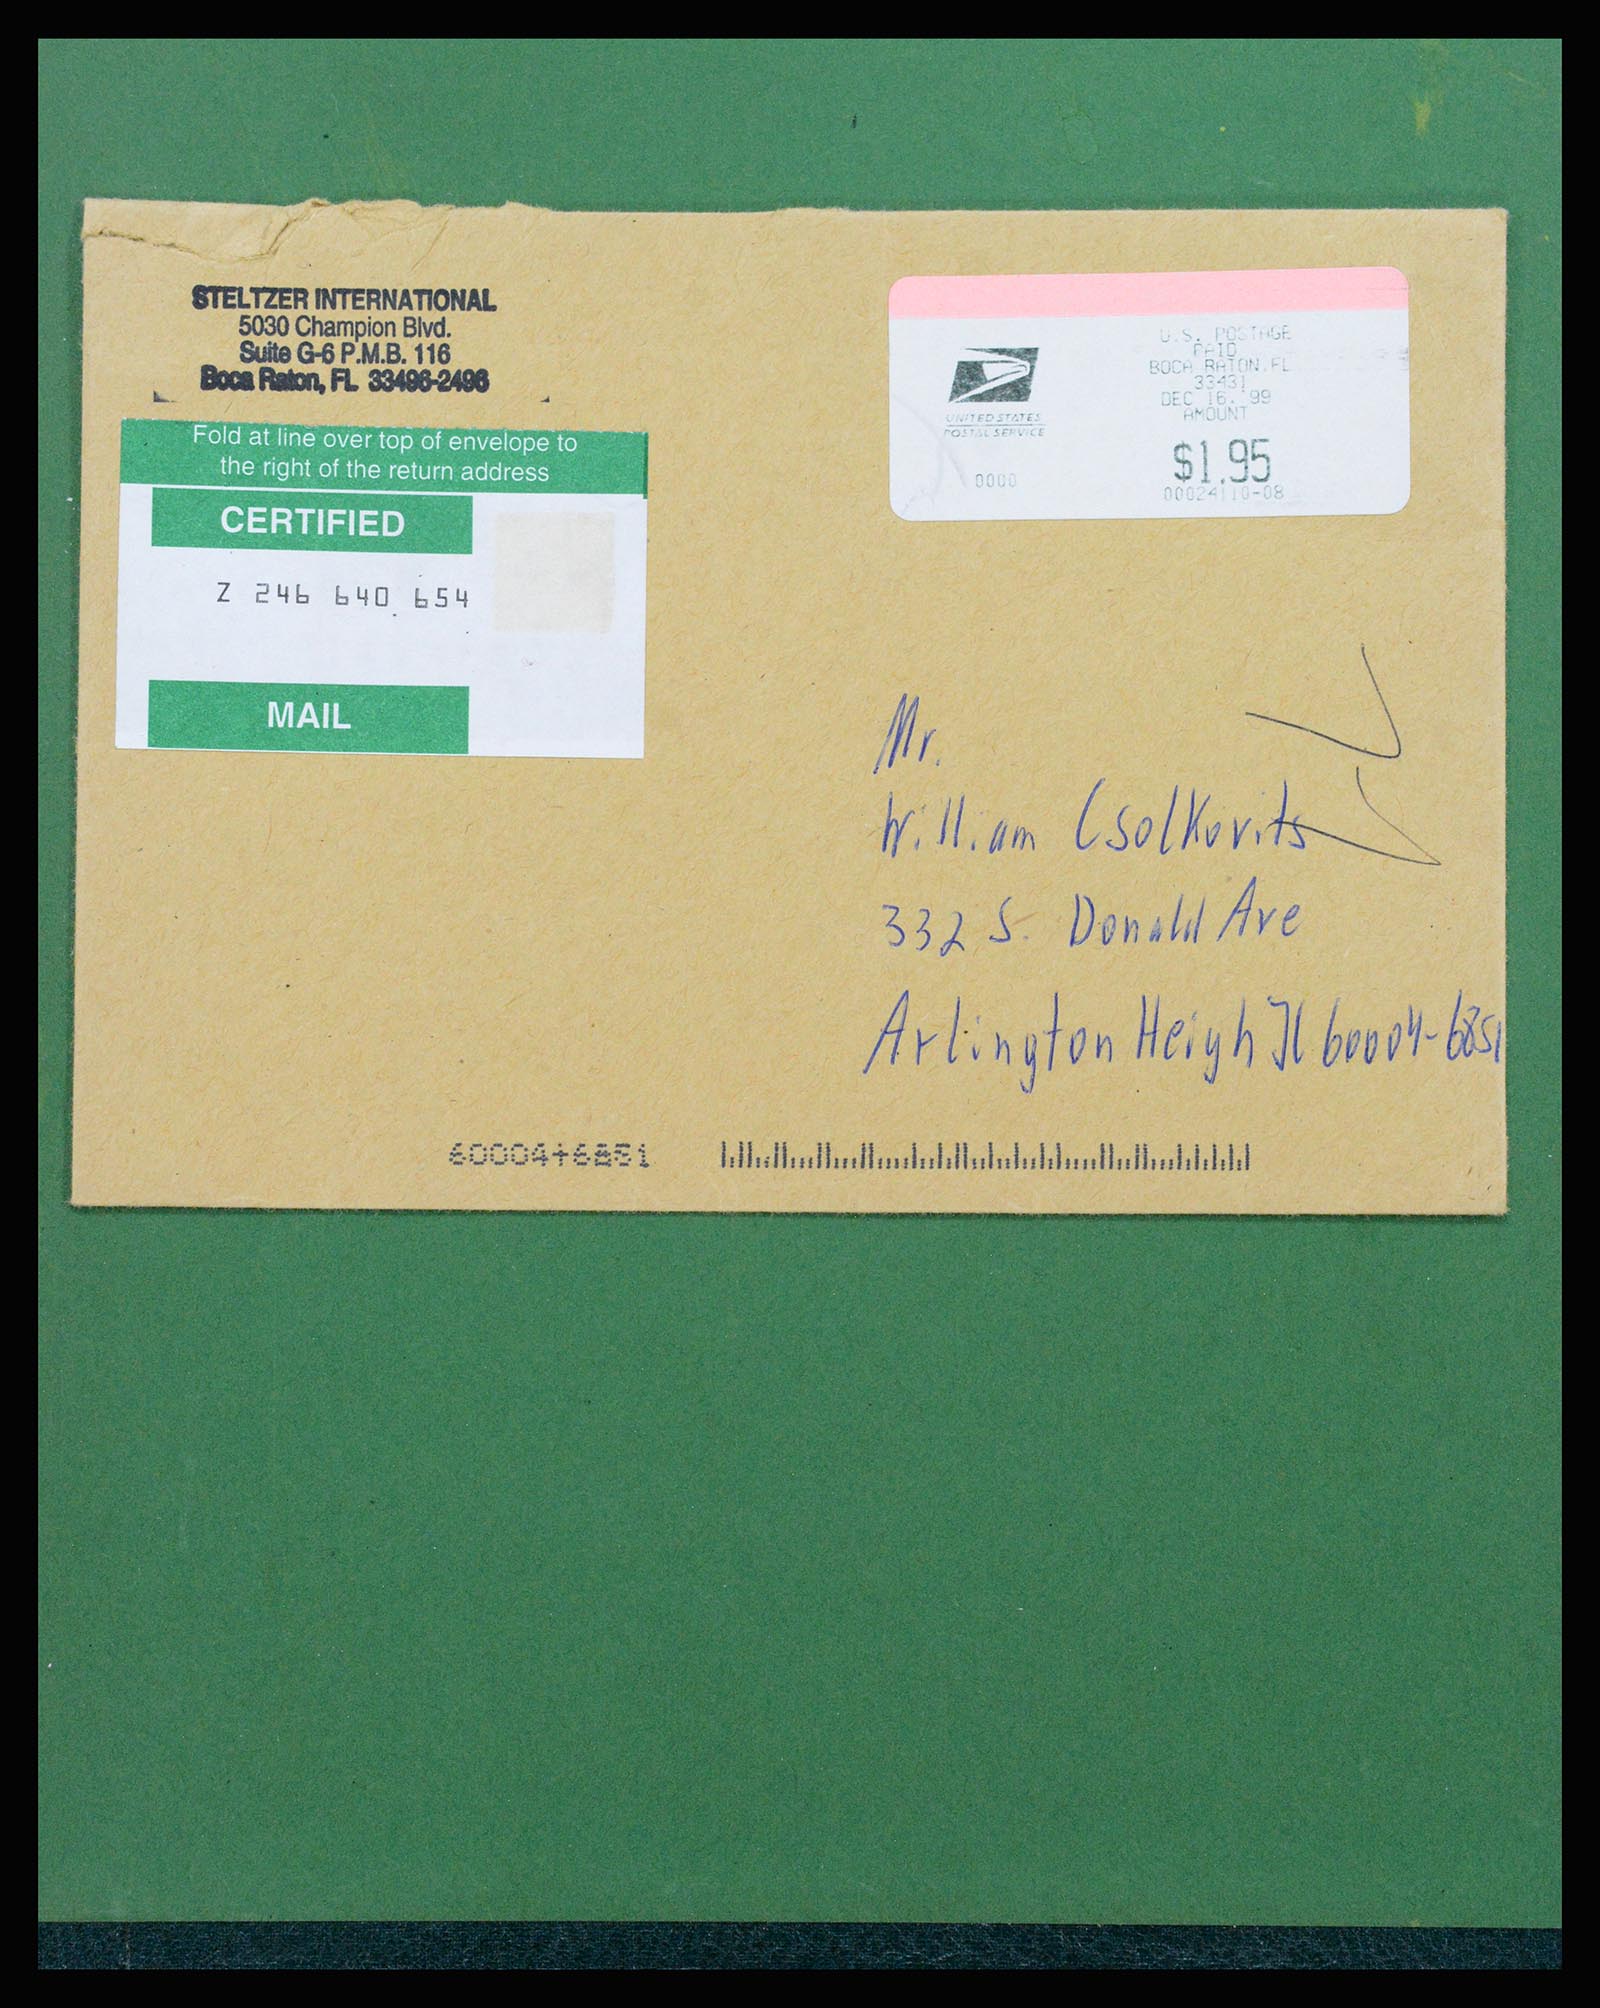 STELTZER INTERNATIONAL
5030 Champion Blvd.
Suite G-6 P.M.B. 116
Boca Raton, FL 33496-2496
Fold at line over top of envelope to
the right of the return address
CERTIFIED
Z 246 640 654
MAIL
UNITED STATES
POSTAL SERVICE
0000
U.S. POSTAGE
PAID
BOCA RATON, FL
33431
DEC 16, '99
AMOUNT
$1.95
00024110-08
Mr.
William Csolkovits
332 S. Donald Ave
Arlington Heigh Il 60004-6851
60004+6851